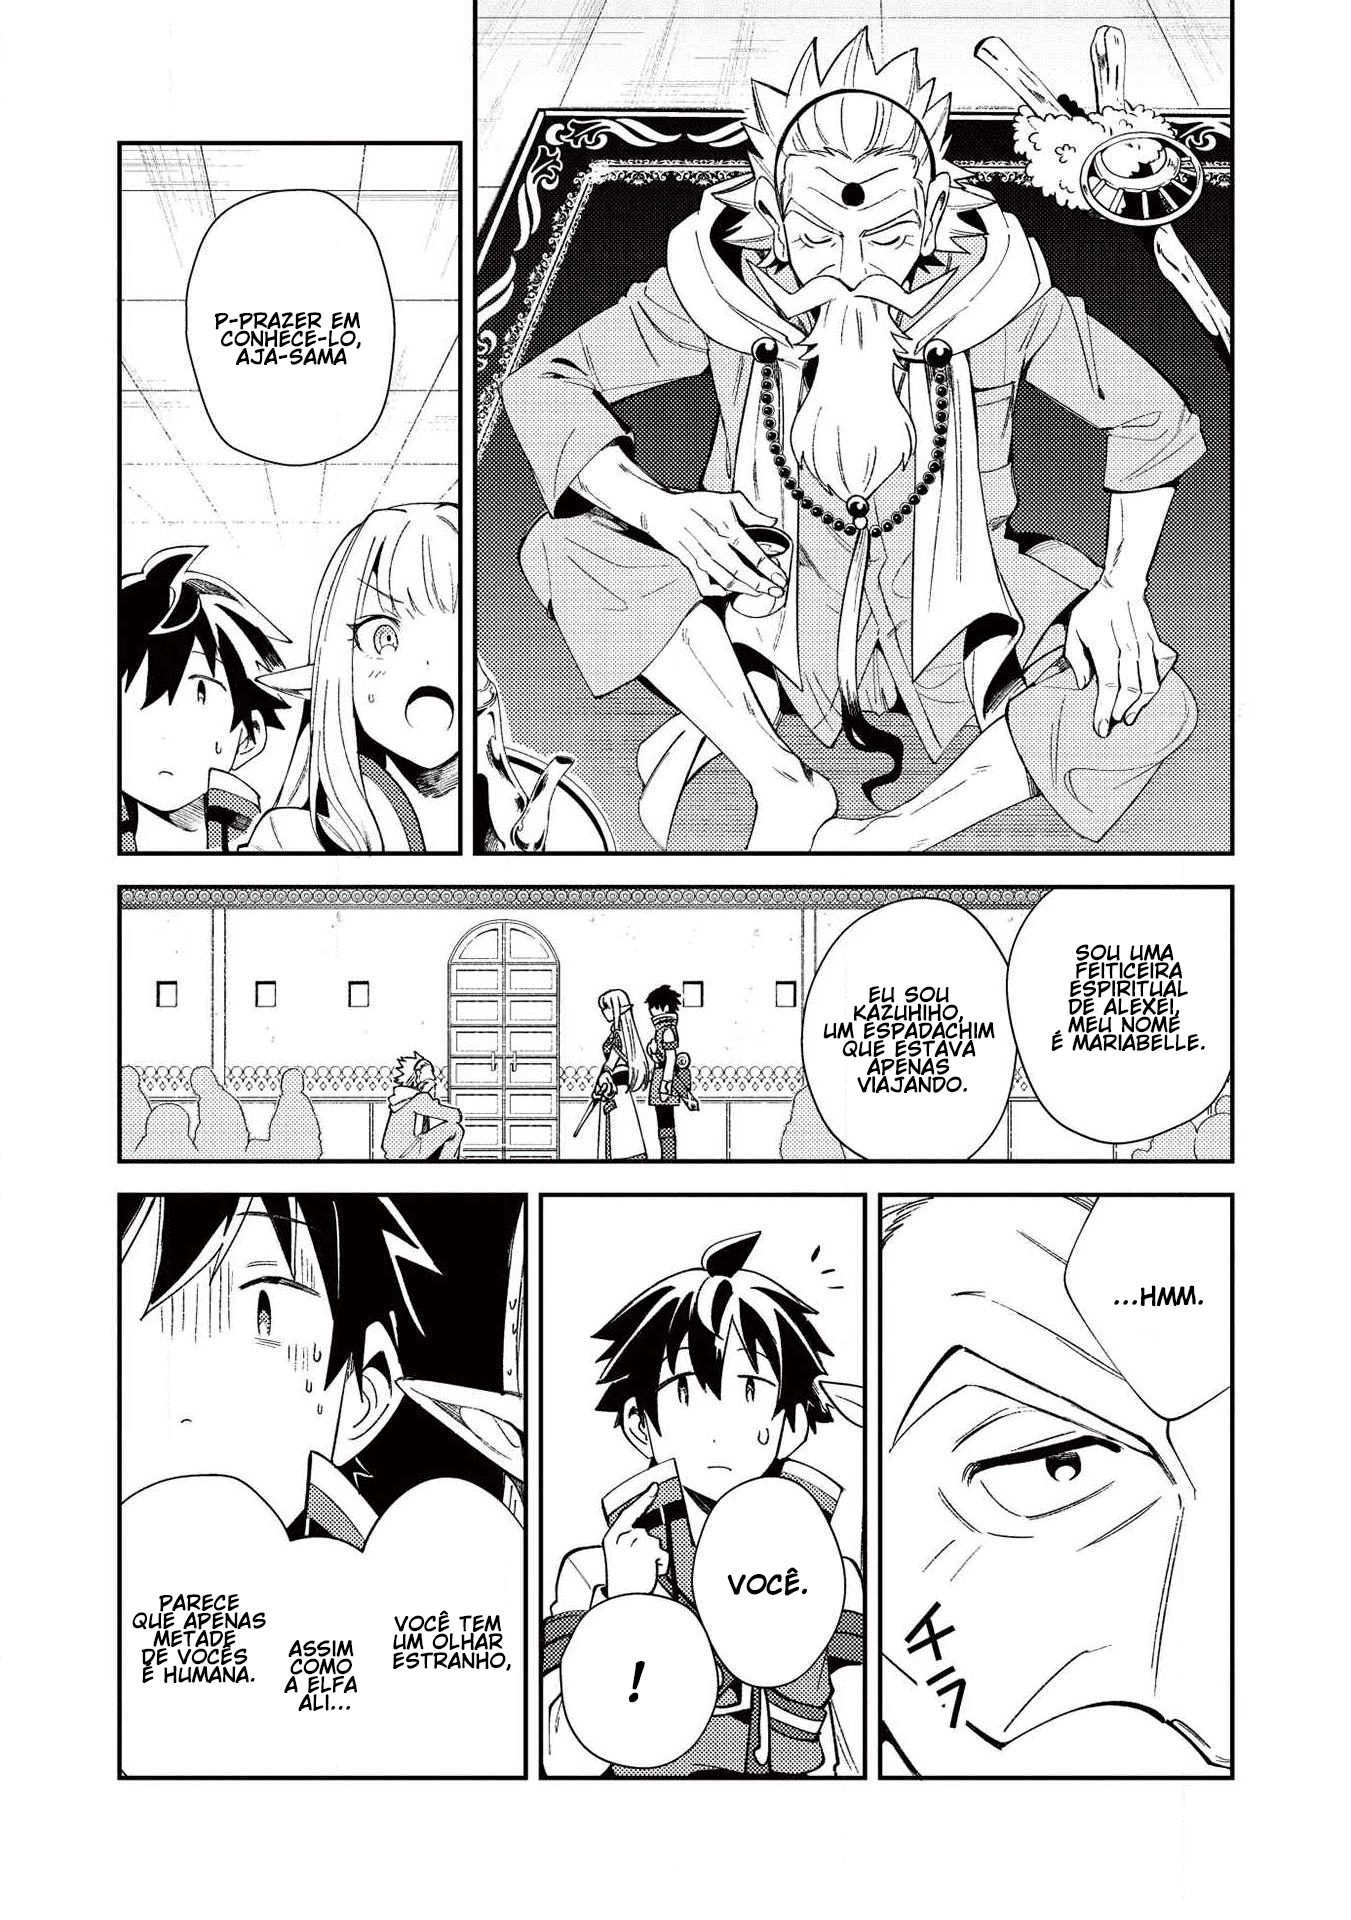 P-PRAZER EM
CONHECE-LO,
AJA-SAMA
SOU UMA
FEITICEIRA
ESPIRITUAL
DE ALEXEI,
MEU NOME
É MARIABELLE.
EU SOU
KAZUHIHO,
UM ESPADACHIM
QUE ESTAVA
APENAS
VIAJANDO.
...HMM.
チラ
VOCÊ.
!
VOCÊ TEM
UM OLHAR
ESTRANHO,
ASSIM
COMO
A ELFA
ALI...
PARECE
QUE APENAS
METADE
DE VOCÊS
É HUMANA.